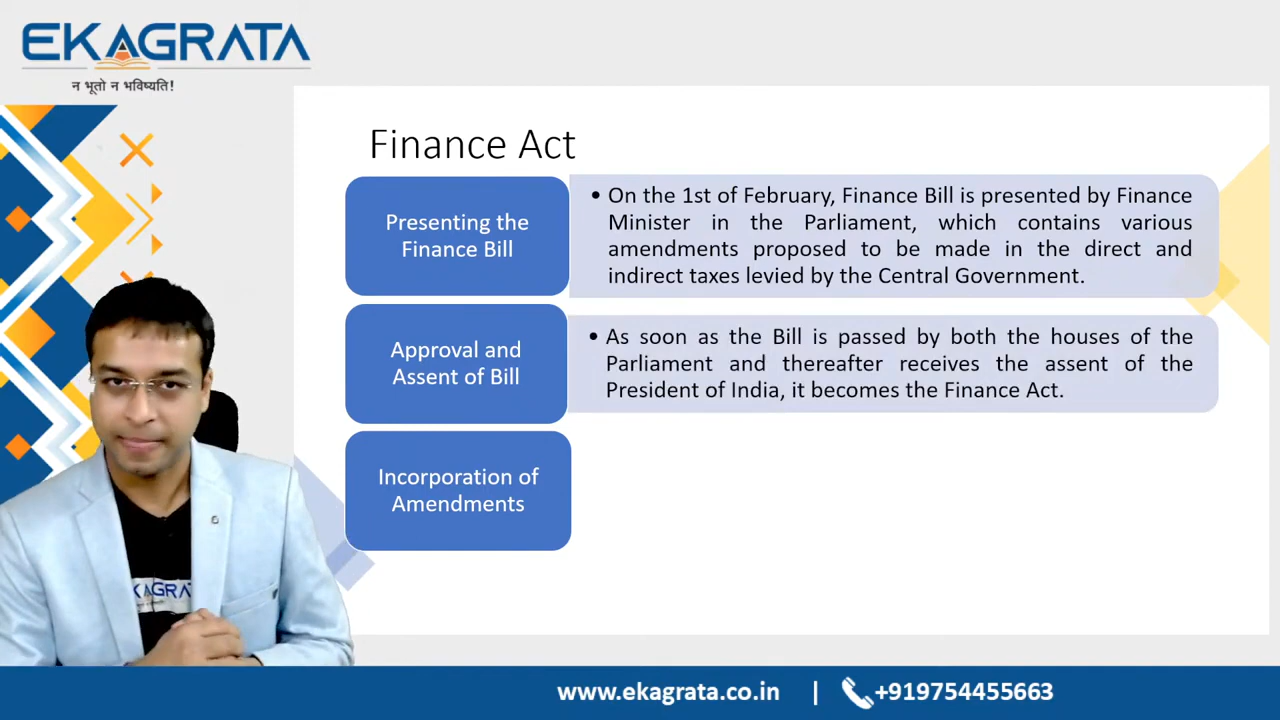 EKAGRATA
न भूतो न भविष्यति!
Finance Act
Presenting the
Finance Bill
• On the 1st of February, Finance Bill is presented by Finance
Minister in the Parliament, which contains various
amendments proposed to be made in the direct and
indirect taxes levied by the Central Government.
Approval and
Assent of Bill
• As soon as the Bill is passed by both the houses of the
Parliament and thereafter receives the assent of the
President of India, it becomes the Finance Act.
Incorporation of
Amendments
www.ekagrata.co.in | +919754455663